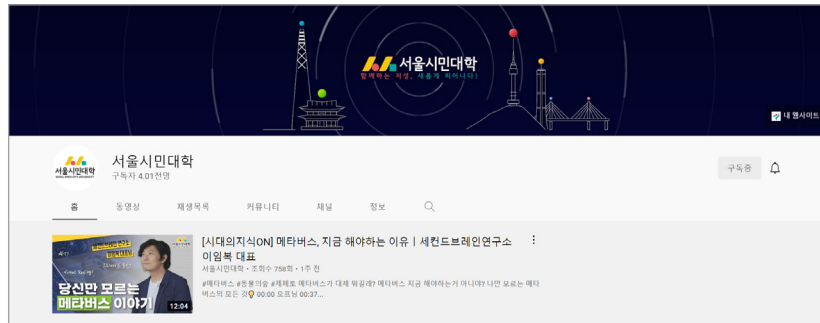 서울시민대학
함께하는 지성, 새롭게 피어나다!
내 웹사이트
서울시민대학
서울시민대학
구독자 4.01천명
구독중
홈 동영상 재생목록 커뮤니티 채널 정보
[시대의지식ON] 메타버스, 지금 해야하는 이유ㅣ세컨드브레인연구소
이임복 대표
서울시민대학 • 조회수 758회 • 1주 전
#메타버스 #동물의숲 #제페토 메타버스가 대체 뭐길래? 메타버스 지금 해야하는거 아니야? 나만 모르는 메타
버스의 모든 것 00:00 오프닝 00:37...
당신만 모르는
메타버스 이야기
12:04